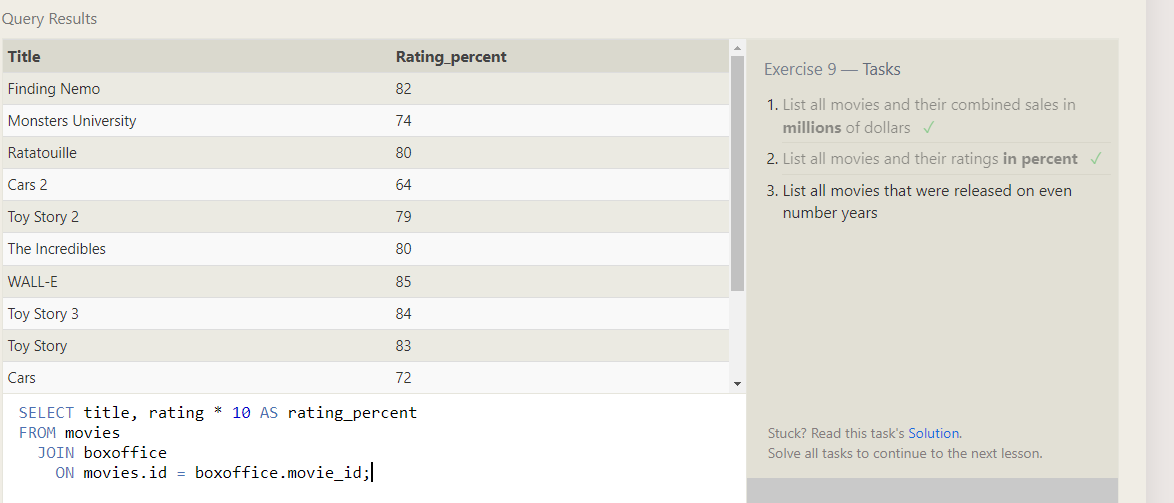 Query Results
Title Rating_percent
Finding Nemo 82
Monsters University 74
Ratatouille 80
Cars 2 64
Toy Story 2 79
The Incredibles 80
WALL-E 85
Toy Story 3 84
Toy Story 83
Cars 72
SELECT title, rating * 10 AS rating_percent
FROM movies
JOIN boxoffice
ON movies.id = boxoffice.movie_id;
Exercise 9 — Tasks
1. List all movies and their combined sales in
millions of dollars ✓
2. List all movies and their ratings in percent ✓
3. List all movies that were released on even
number years
Stuck? Read this task's Solution.
Solve all tasks to continue to the next lesson.